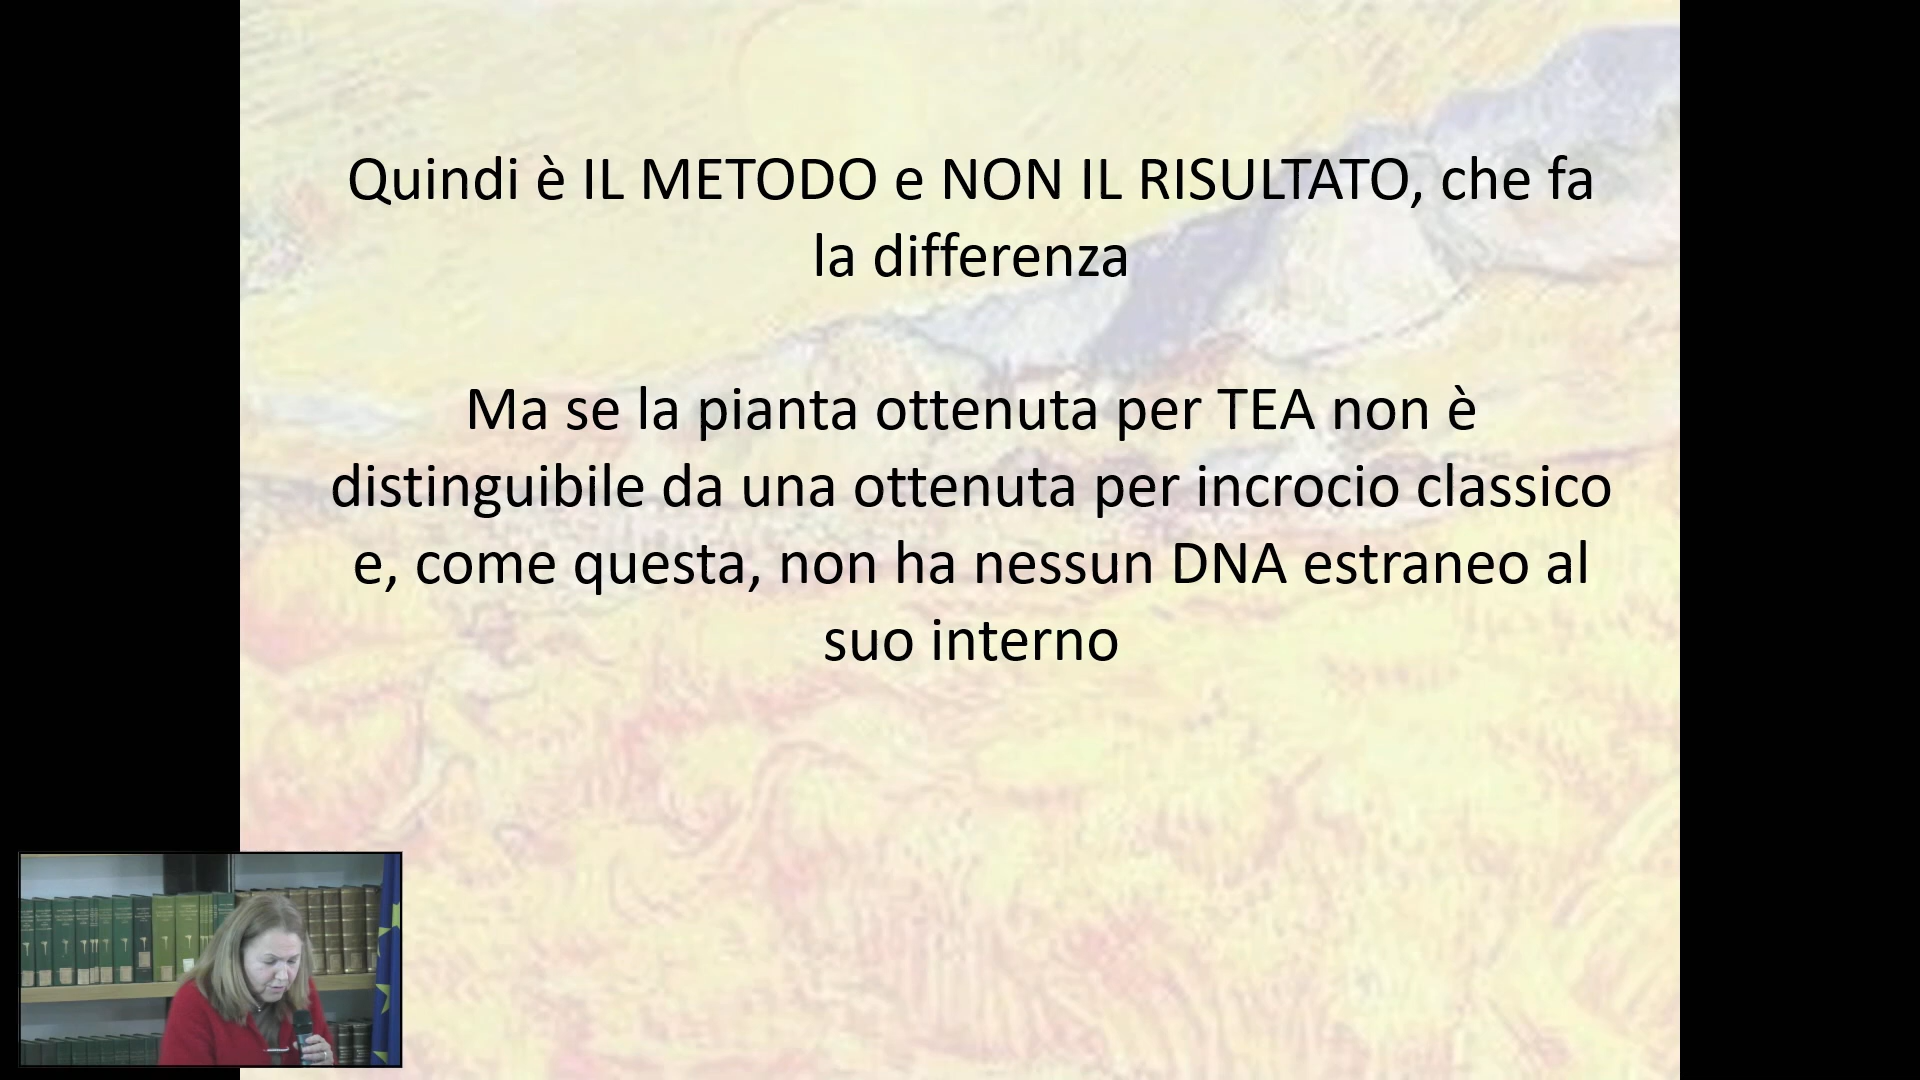 Quindi è IL METODO e NON IL RISULTATO, che fa
la differenza
Ma se la pianta ottenuta per TEA non è
distinguibile da una ottenuta per incrocio classico
e, come questa, non ha nessun DNA estraneo al
suo interno